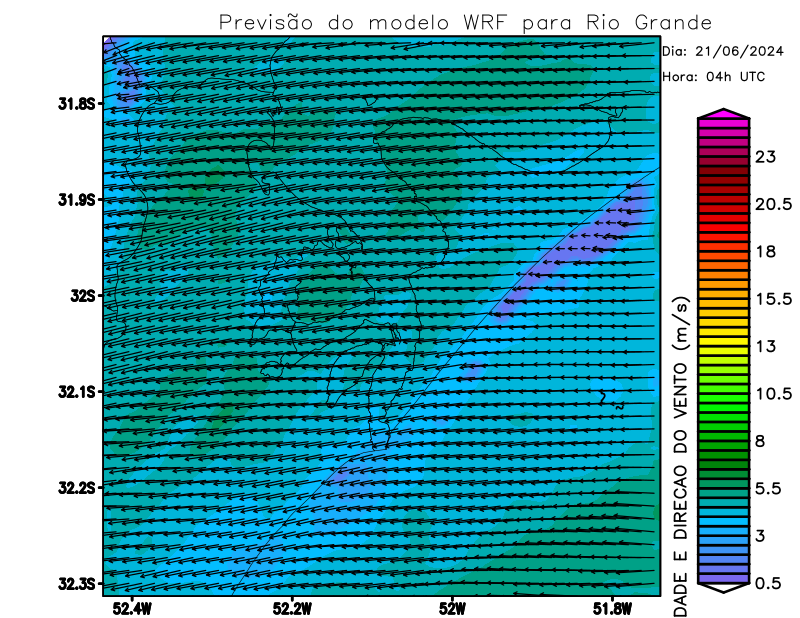 Previsão do modelo WRF para Rio Grande
Dia: 21/06/2024
Hora: 04h UTC
31.8S
31.9S
32S
32.1S
32.2S
32.3S
52.4W
52.2W
52W
51.8W
23
20.5
18
15.5
13
10.5
8
5.5
3
0.5
DADE E DIRECAO DO VENTO (m/s)